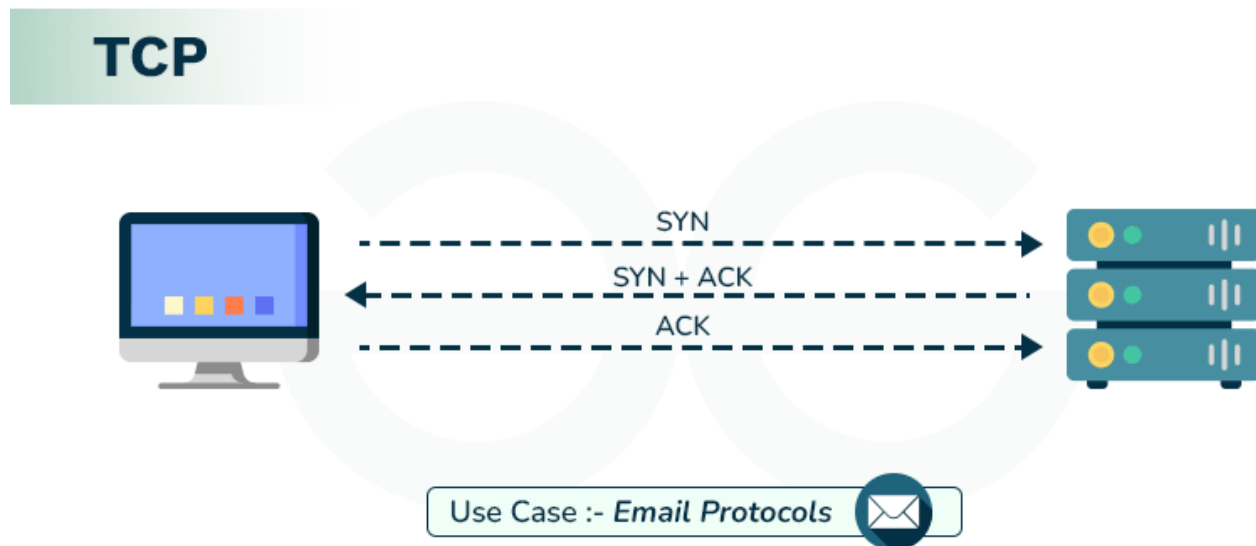 TCP
SYN
SYN + ACK
ACK
Use Case :- Email Protocols